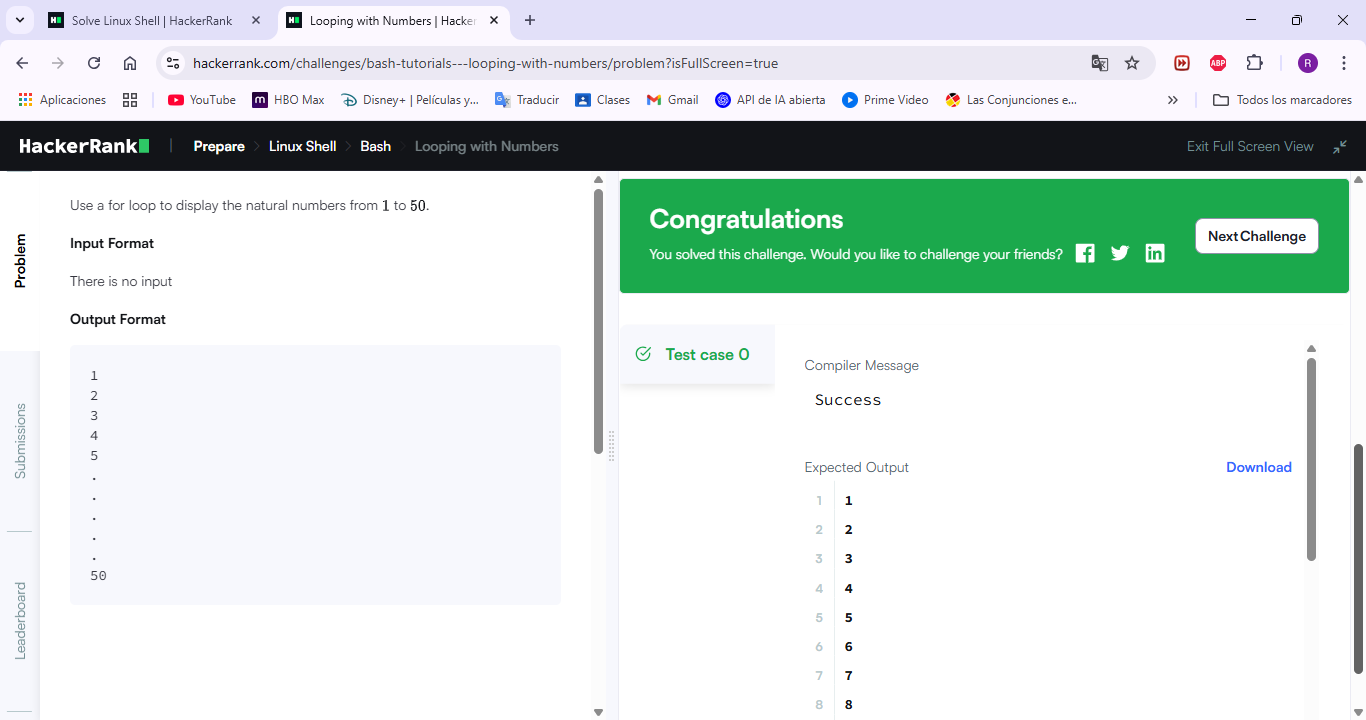 Solve Linux Shell | HackerRank
Looping with Numbers | Hacker
hackerrank.com/challenges/bash-tutorials---looping-with-numbers/problem?isFullScreen=true
ABP
R
Aplicaciones
YouTube
HBO Max
Disney+ | Películas y...
Traducir
Clases
Gmail
API de IA abierta
Prime Video
Las Conjunciones e...
Todos los marcadores
HackerRank
Prepare
Linux Shell
Bash
Looping with Numbers
Exit Full Screen View
Problem
Submissions
Leaderboard
Use a for loop to display the natural numbers from 1 to 50.
Input Format
There is no input
Output Format
1
2
3
4
5
.
.
.
.
.
50
Congratulations
You solved this challenge. Would you like to challenge your friends?
Next Challenge
Test case 0
Compiler Message
Success
Expected Output
Download
1 1
2 2
3 3
4 4
5 5
6 6
7 7
8 8